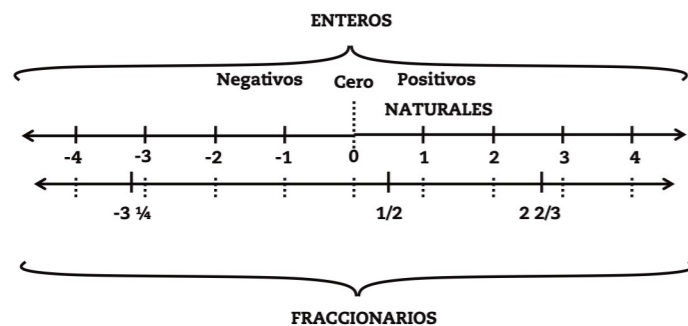 ENTEROS
Negativos Cero Positivos
NATURALES
-4 -3 -2 -1 0 1 2 3 4
-3 ¼ 1/2 2 2/3
FRACCIONARIOS